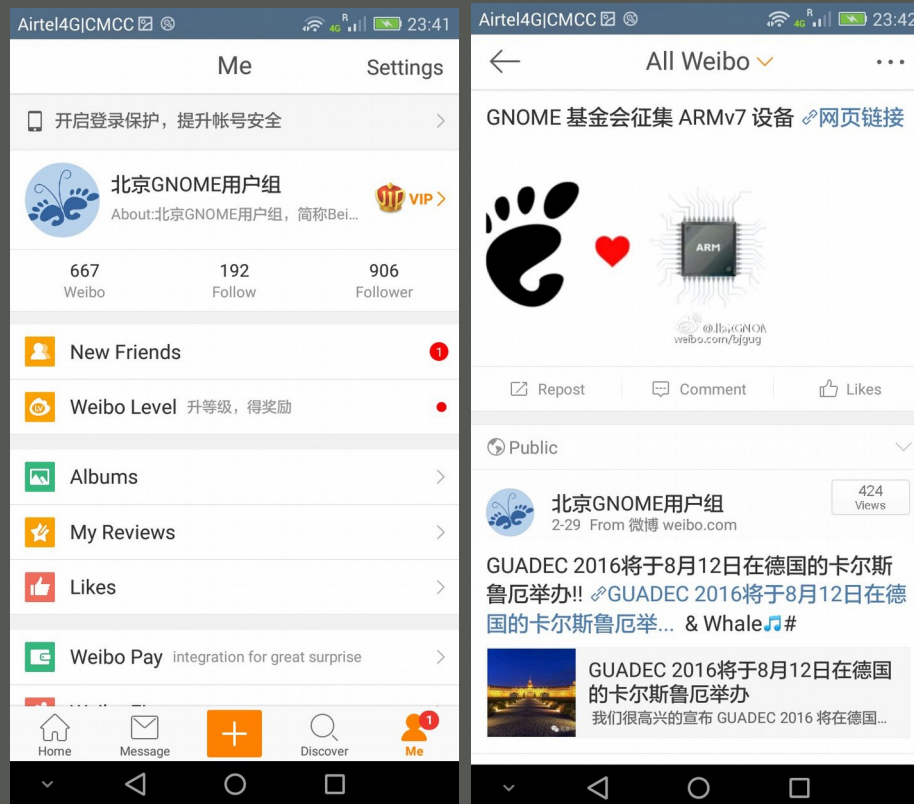 Airtel4G|CMCC
R
4G
23:41
Me
Settings
开启登录保护，提升帐号安全
北京GNOME用户组
VIP
About:北京GNOME用户组，简称Bei...
667
192
906
Weibo
Follow
Follower
New Friends
1
Weibo Level 升等级，得奖励
Albums
My Reviews
Likes
Weibo Pay integration for great surprise
Home
Message
Discover
Me
1
Airtel4G|CMCC
R
4G
23:42
All Weibo
GNOME 基金会征集 ARMv7 设备 网页链接
ARM
weibo.com/bjgug
Repost
Comment
Likes
Public
北京GNOME用户组
424
Views
2-29 From 微博 weibo.com
GUADEC 2016将于8月12日在德国的卡尔斯
鲁厄举办!! GUADEC 2016将于8月12日在德
国的卡尔斯鲁厄举... & Whale🎵#
GUADEC 2016将于8月12日在德国
的卡尔斯鲁厄举办
我们很高兴的宣布 GUADEC 2016 将在德国...